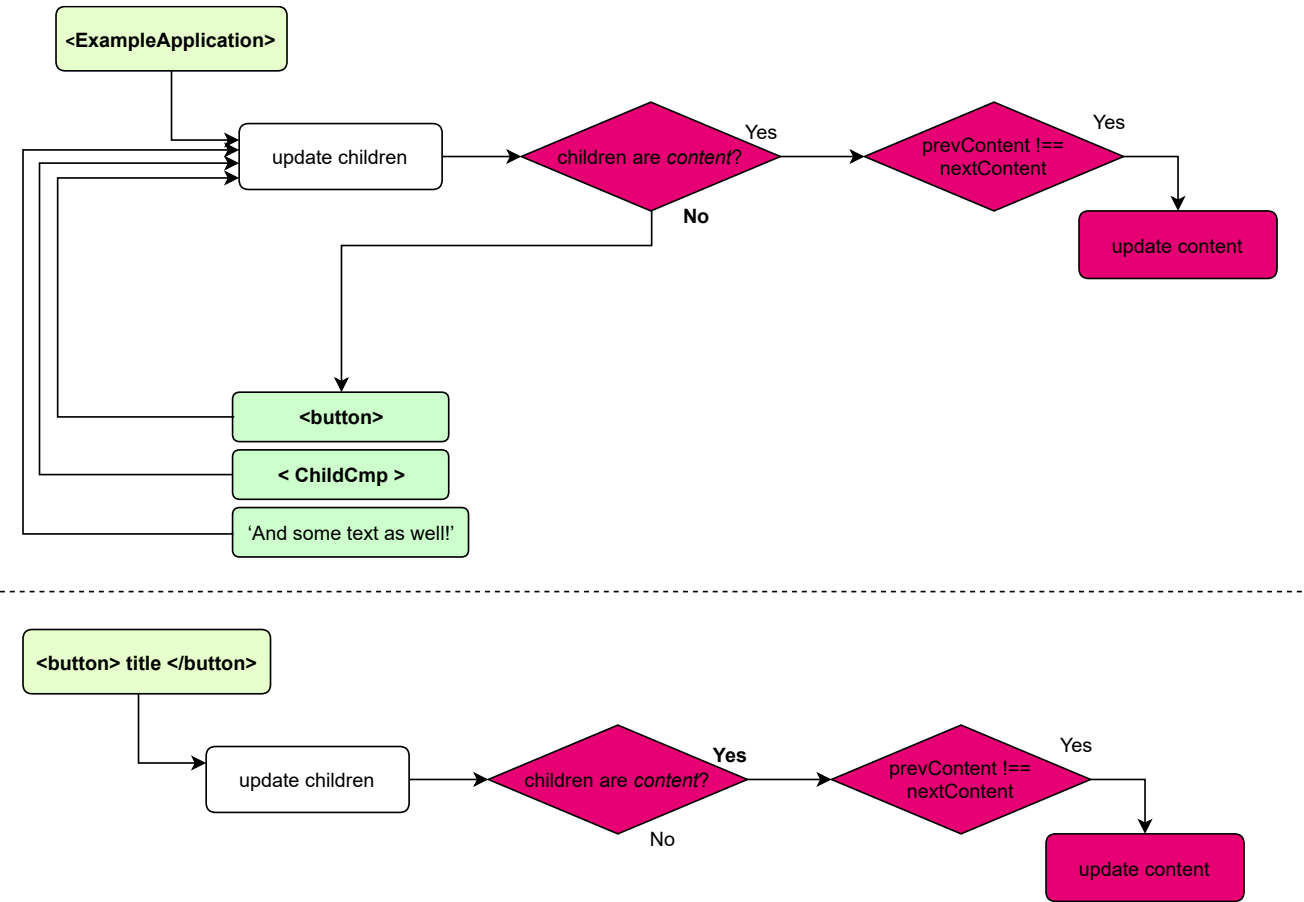 <ExampleApplication>
update children
children are content?
Yes
prevContent !==
nextContent
Yes
No
update content
<button>
< ChildCmp >
‘And some text as well!’
<button> title </button>
update children
children are content?
Yes
prevContent !==
nextContent
Yes
No
update content